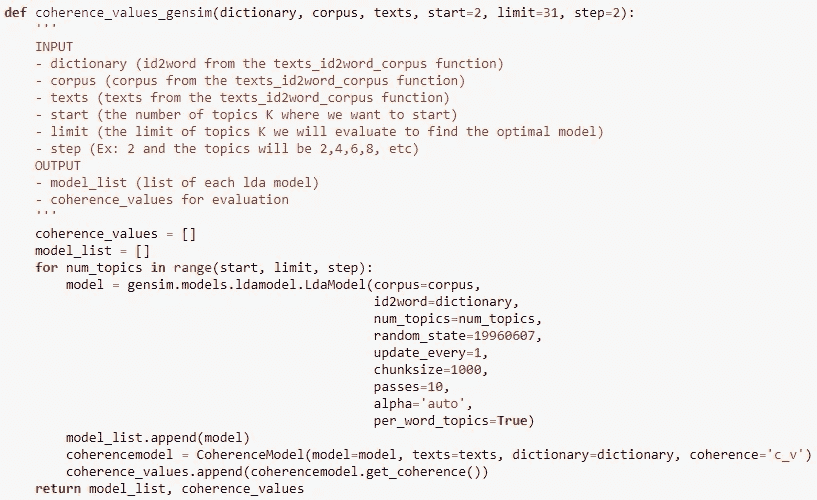 def coherence_values_gensim(dictionary, corpus, texts, start=2, limit=31, step=2):
    '''
    INPUT
    - dictionary (id2word from the texts_id2word_corpus function)
    - corpus (corpus from the texts_id2word_corpus function)
    - texts (texts from the texts_id2word_corpus function)
    - start (the number of topics K where we want to start)
    - limit (the limit of topics K we will evaluate to find the optimal model)
    - step (Ex: 2 and the topics will be 2,4,6,8, etc)
    OUTPUT
    - model_list (list of each lda model)
    - coherence_values for evaluation
    '''
    coherence_values = []
    model_list = []
    for num_topics in range(start, limit, step):
        model = gensim.models.ldamodel.LdaModel(corpus=corpus,
                                                id2word=dictionary,
                                                num_topics=num_topics,
                                                random_state=19960607,
                                                update_every=1,
                                                chunksize=1000,
                                                passes=10,
                                                alpha='auto',
                                                per_word_topics=True)
        model_list.append(model)
        coherencemodel = CoherenceModel(model=model, texts=texts, dictionary=dictionary, coherence='c_v')
        coherence_values.append(coherencemodel.get_coherence())
    return model_list, coherence_values